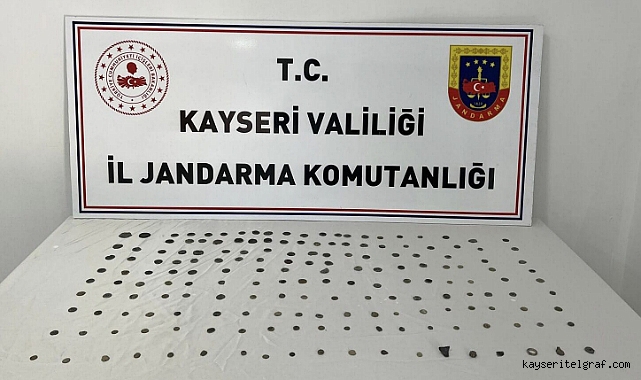 T.C.
KAYSERİ VALİLİĞİ
İL JANDARMA KOMUTANLIĞI
JANDARMA
kayseritelgraf.com